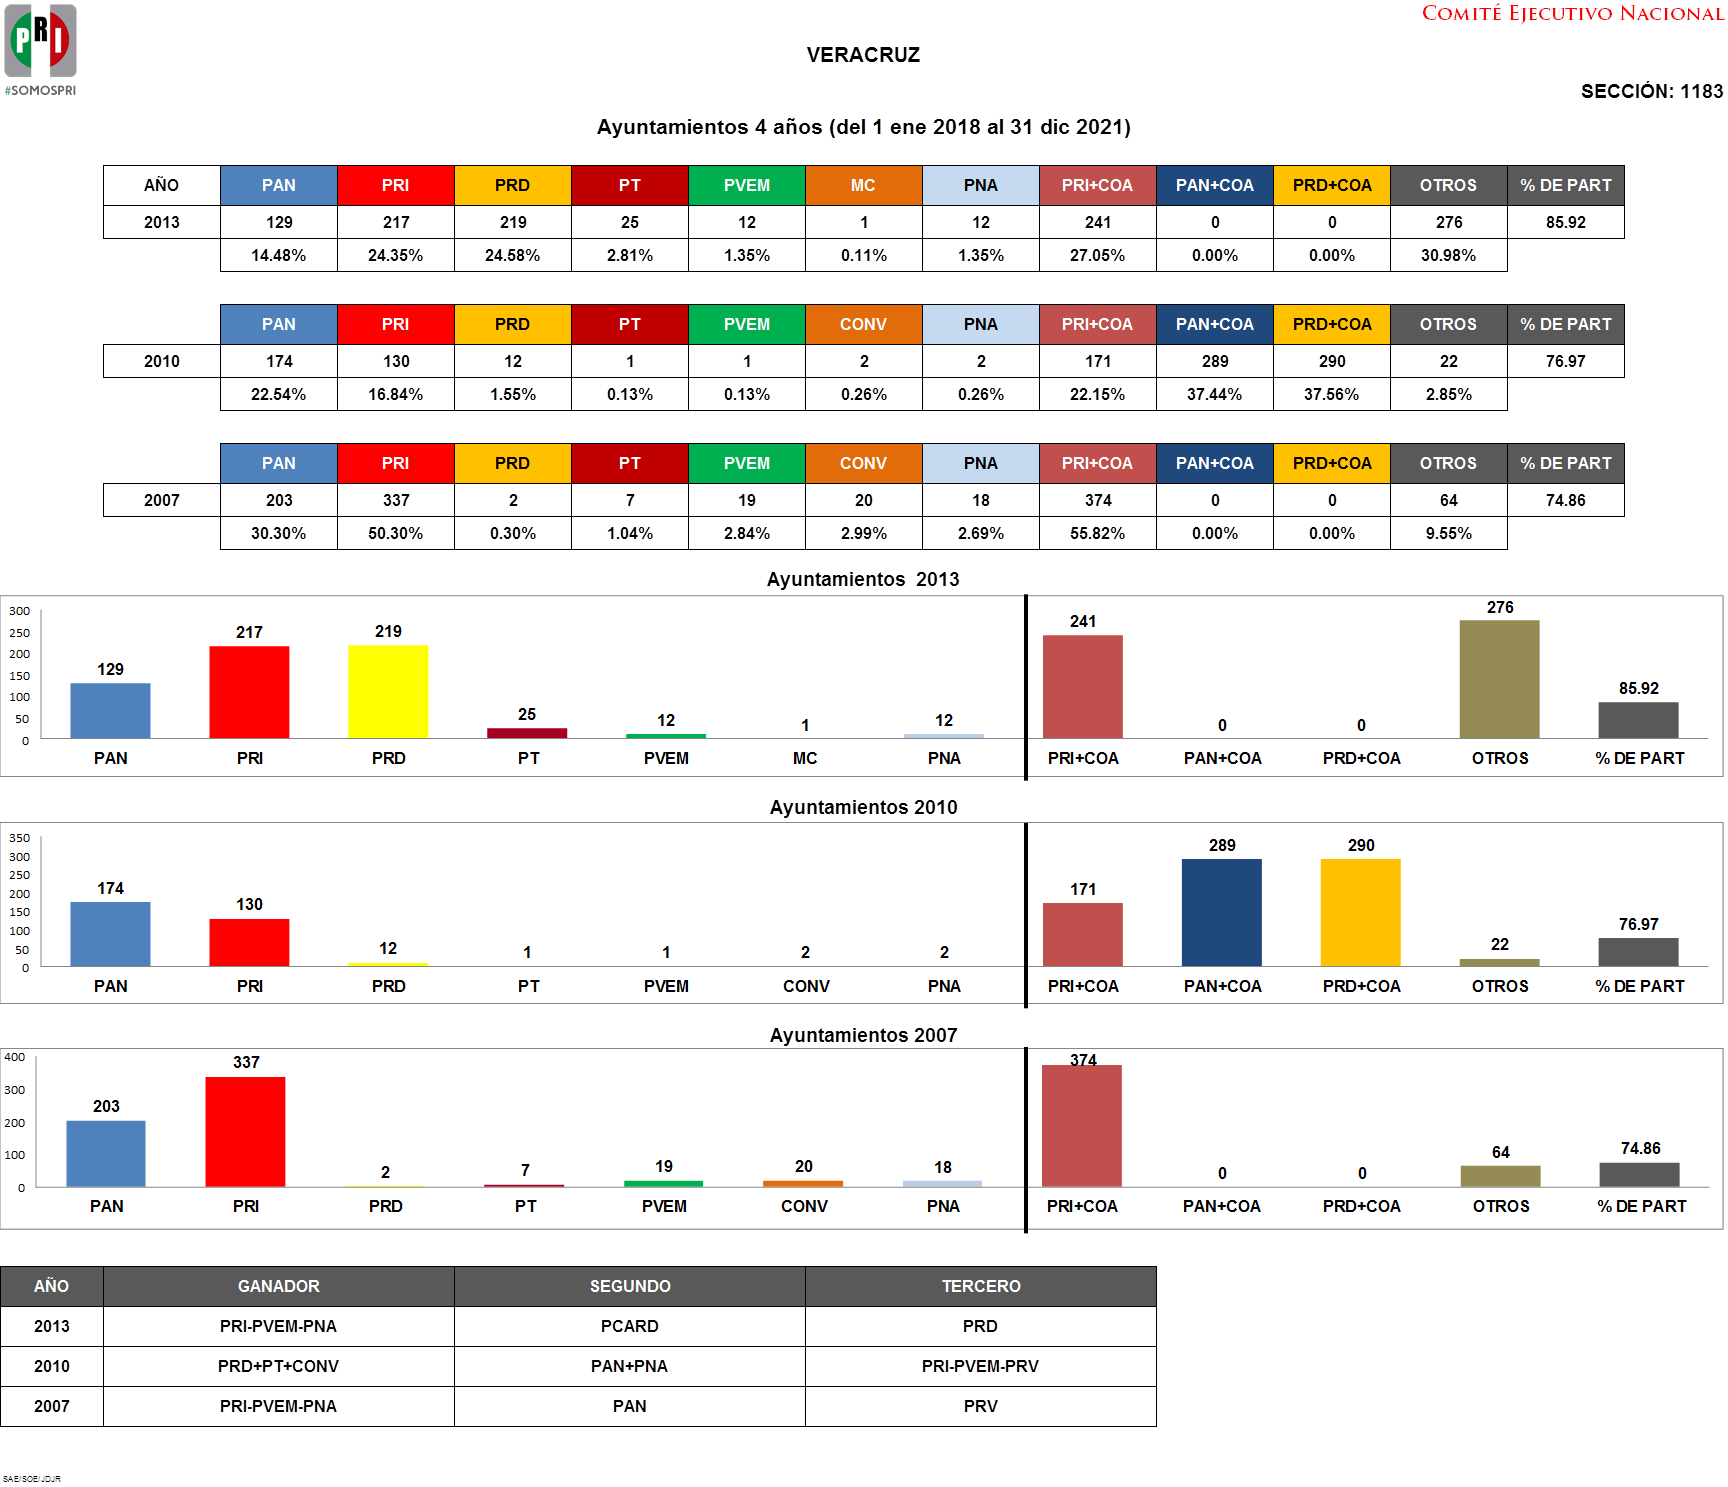 PRI
#SOMOSPRI
COMITÉ EJECUTIVO NACIONAL
VERACRUZ
SECCIÓN: 1183
Ayuntamientos 4 años (del 1 ene 2018 al 31 dic 2021)
AÑO PAN PRI PRD PT PVEM MC PNA PRI+COA PAN+COA PRD+COA OTROS % DE PART
2013 129 217 219 25 12 1 12 241 0 0 276 85.92
14.48% 24.35% 24.58% 2.81% 1.35% 0.11% 1.35% 27.05% 0.00% 0.00% 30.98%
PAN PRI PRD PT PVEM CONV PNA PRI+COA PAN+COA PRD+COA OTROS % DE PART
2010 174 130 12 1 1 2 2 171 289 290 22 76.97
22.54% 16.84% 1.55% 0.13% 0.13% 0.26% 0.26% 22.15% 37.44% 37.56% 2.85%
PAN PRI PRD PT PVEM CONV PNA PRI+COA PAN+COA PRD+COA OTROS % DE PART
2007 203 337 2 7 19 20 18 374 0 0 64 74.86
30.30% 50.30% 0.30% 1.04% 2.84% 2.99% 2.69% 55.82% 0.00% 0.00% 9.55%
Ayuntamientos 2013
300
250
200
150
100
50
0
129 217 219 25 12 1 12 241 0 0 276 85.92
PAN PRI PRD PT PVEM MC PNA PRI+COA PAN+COA PRD+COA OTROS % DE PART
Ayuntamientos 2010
350
300
250
200
150
100
50
0
174 130 12 1 1 2 2 171 289 290 22 76.97
PAN PRI PRD PT PVEM CONV PNA PRI+COA PAN+COA PRD+COA OTROS % DE PART
Ayuntamientos 2007
400
300
200
100
0
203 337 2 7 19 20 18 374 0 0 64 74.86
PAN PRI PRD PT PVEM CONV PNA PRI+COA PAN+COA PRD+COA OTROS % DE PART
AÑO GANADOR SEGUNDO TERCERO
2013 PRI-PVEM-PNA PCARD PRD
2010 PRD+PT+CONV PAN+PNA PRI-PVEM-PRV
2007 PRI-PVEM-PNA PAN PRV
SAE/SOE/JDJR